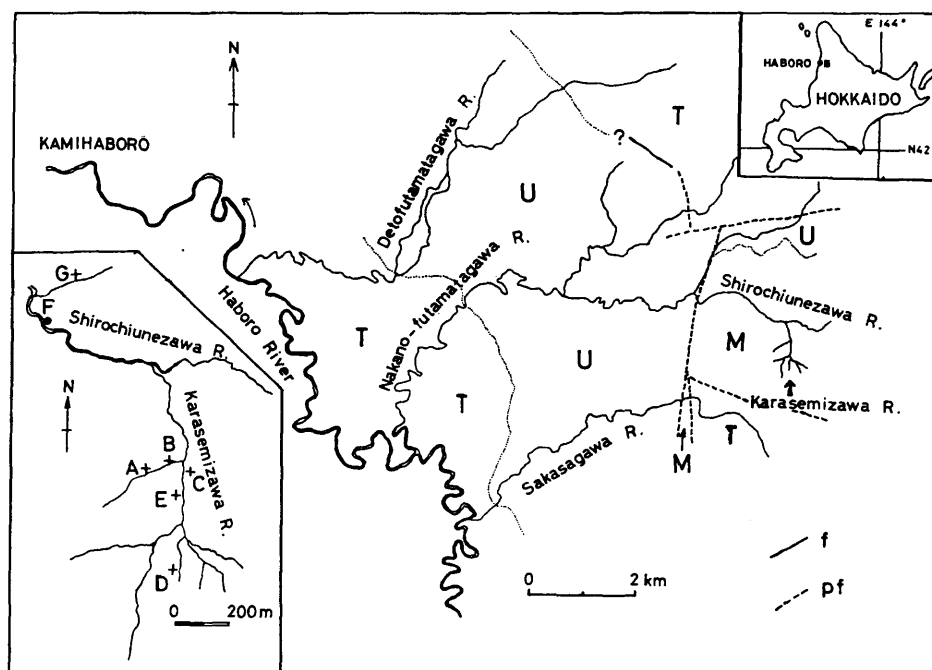 N
KAMIHABORŌ
Detofutamatagawa R.
?
T
U
Nakano-futamatagawa R.
Haboro River
T
T
U
U
Shirochiunezawa R.
M
Karasemizawa R.
T
M
Sakasagawa R.
0 2 km
f
pf
E 144°
HABORO
HOKKAIDO
N42
G
F
Shirochiunezawa R.
N
Karasemizawa R.
B
A
C
E
D
0 200m